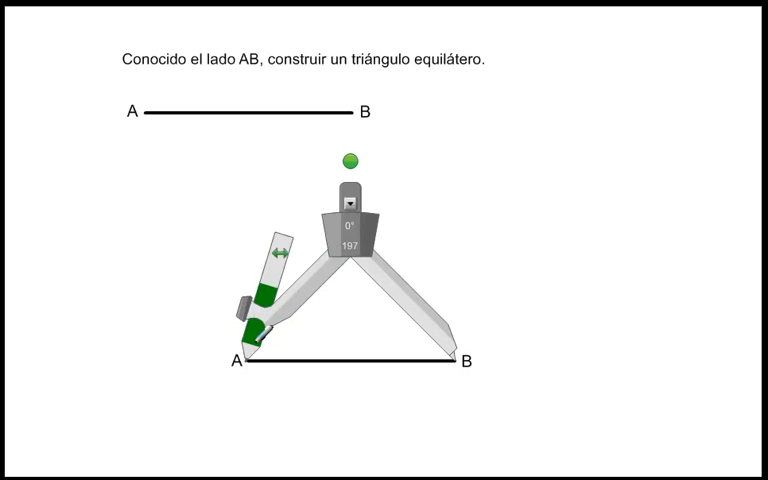 Conocido el lado AB, construir un triángulo equilátero.
A B
0°
197
A B